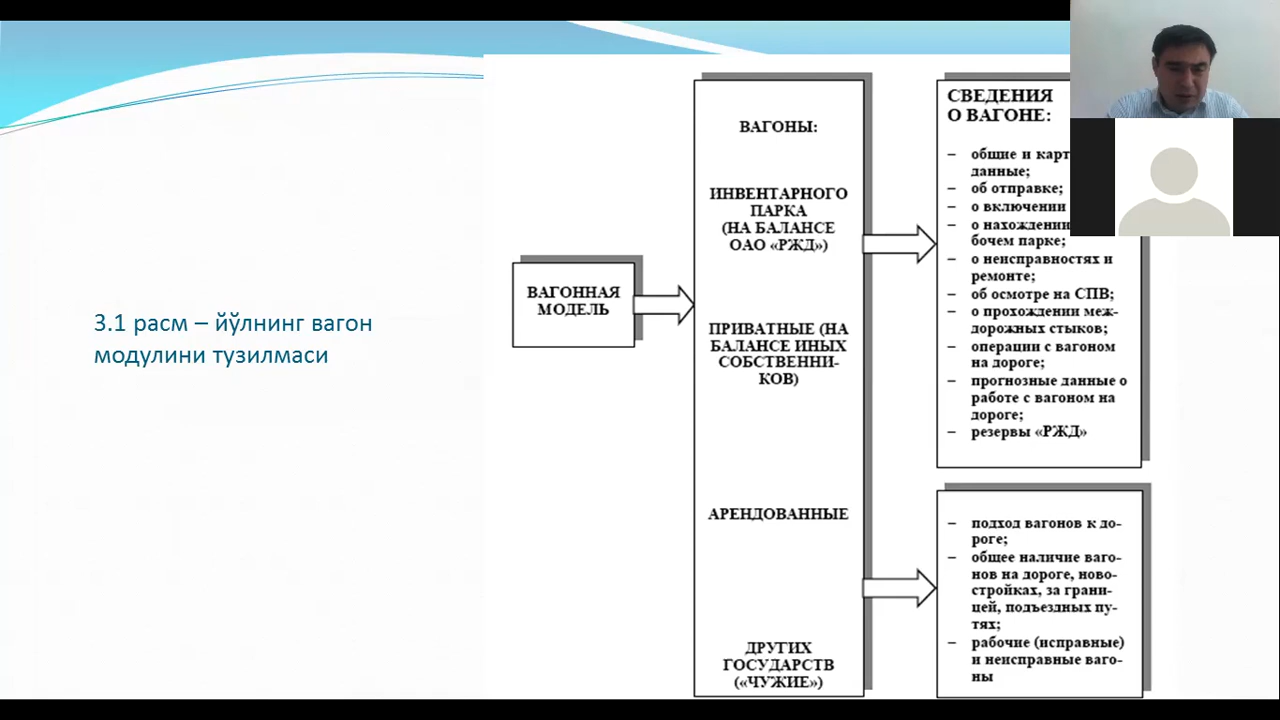 3.1 расм – йўлнинг вагон
модулини тузилмаси
ВАГОННАЯ
МОДЕЛЬ
ВАГОНЫ:
ИНВЕНТАРНОГО
ПАРКА
(НА БАЛАНСЕ
ОАО «РЖД»)
ПРИВАТНЫЕ (НА
БАЛАНСЕ ИНЫХ
СОБСТВЕННИ-
КОВ)
АРЕНДОВАННЫЕ
ДРУГИХ
ГОСУДАРСТВ
(«ЧУЖИЕ»)
СВЕДЕНИЯ
О ВАГОНЕ:
– общие и
данные;
– об отправке;
– о включении
– о нахождении
бочем парке;
– о неисправностях и
ремонте;
– об осмотре на СПВ;
– о прохождении меж-
дорожных стыков;
– операции с вагоном
на дороге;
– прогнозные данные о
работе с вагоном на
дороге;
– резервы «РЖД»
– подход вагонов к до-
роге;
– общее наличие ваго-
нов на дороге, ново-
стройках, за грани-
цей, подъездных пу-
тях;
– рабочие (исправные)
и неисправные ваго-
ны